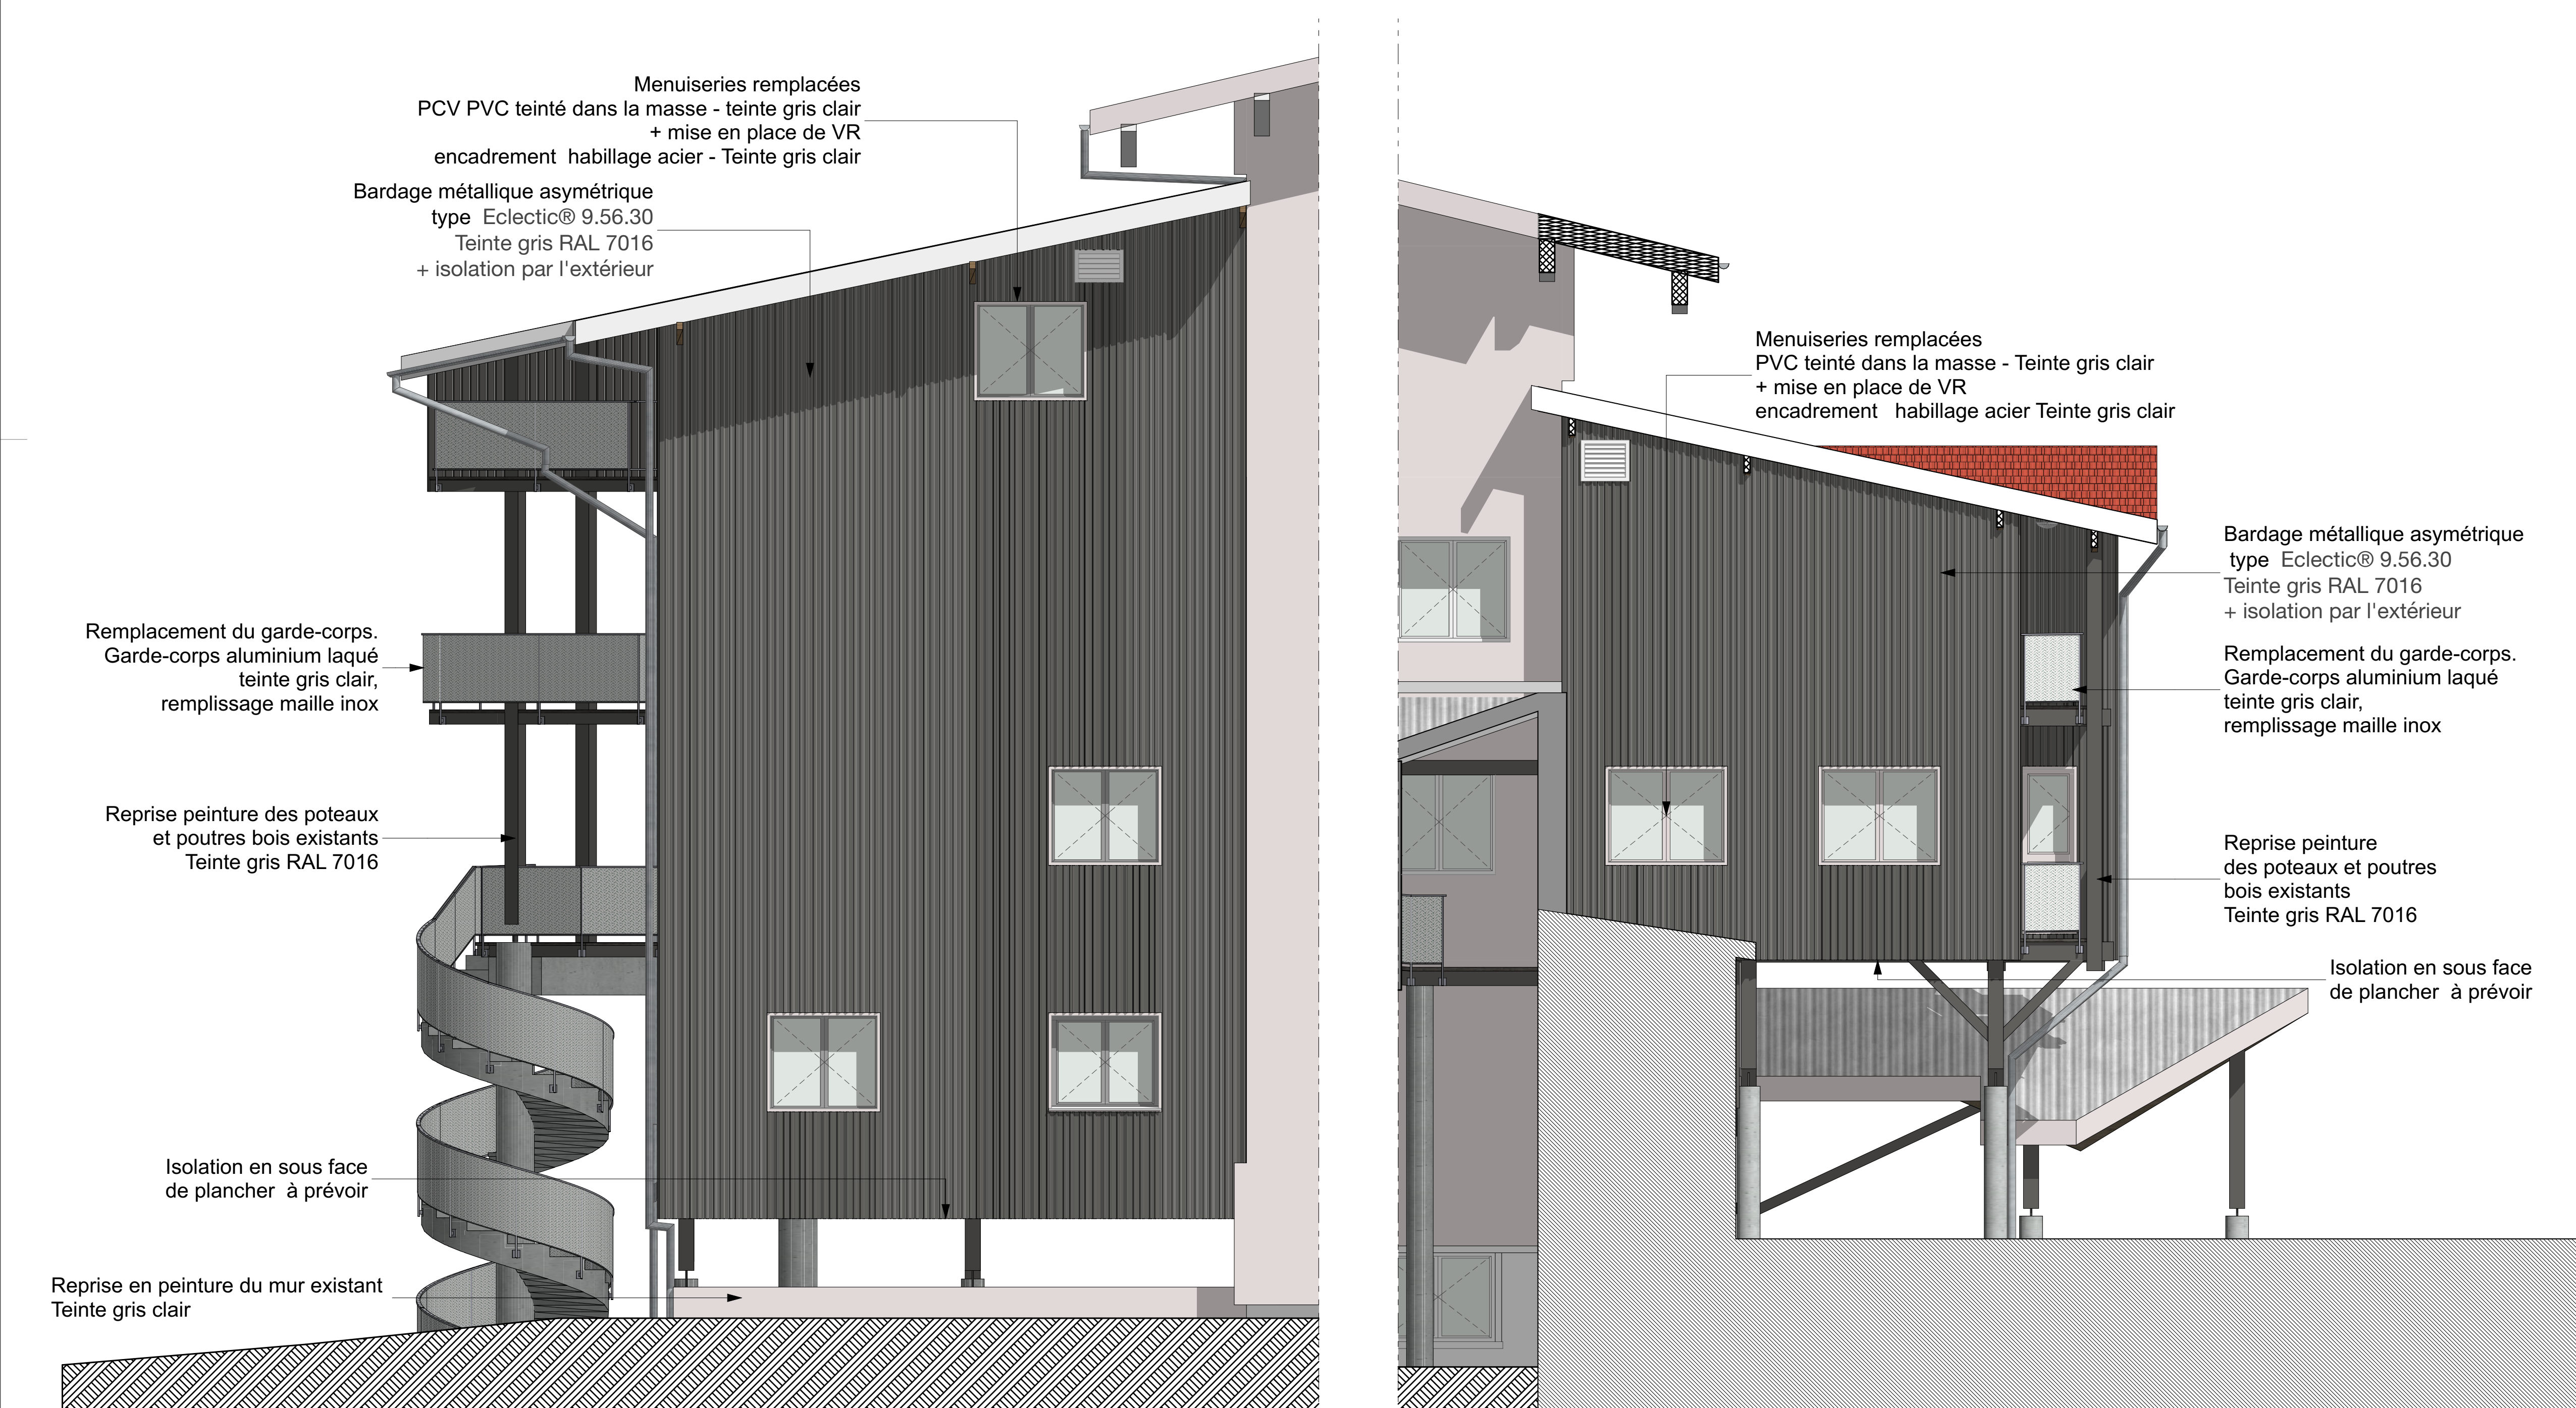 Menuiseries remplacées
PCV PVC teinté dans la masse - teinte gris clair
+ mise en place de VR
encadrement habillage acier - Teinte gris clair
Bardage métallique asymétrique
type Eclectic® 9.56.30
Teinte gris RAL 7016
+ isolation par l'extérieur
Remplacement du garde-corps.
Garde-corps aluminium laqué
teinte gris clair,
remplissage maille inox
Reprise peinture des poteaux
et poutres bois existants
Teinte gris RAL 7016
Isolation en sous face
de plancher à prévoir
Reprise en peinture du mur existant
Teinte gris clair
Menuiseries remplacées
PVC teinté dans la masse - Teinte gris clair
+ mise en place de VR
encadrement habillage acier Teinte gris clair
Bardage métallique asymétrique
type Eclectic® 9.56.30
Teinte gris RAL 7016
+ isolation par l'extérieur
Remplacement du garde-corps.
Garde-corps aluminium laqué
teinte gris clair,
remplissage maille inox
Reprise peinture
des poteaux et poutres
bois existants
Teinte gris RAL 7016
Isolation en sous face
de plancher à prévoir